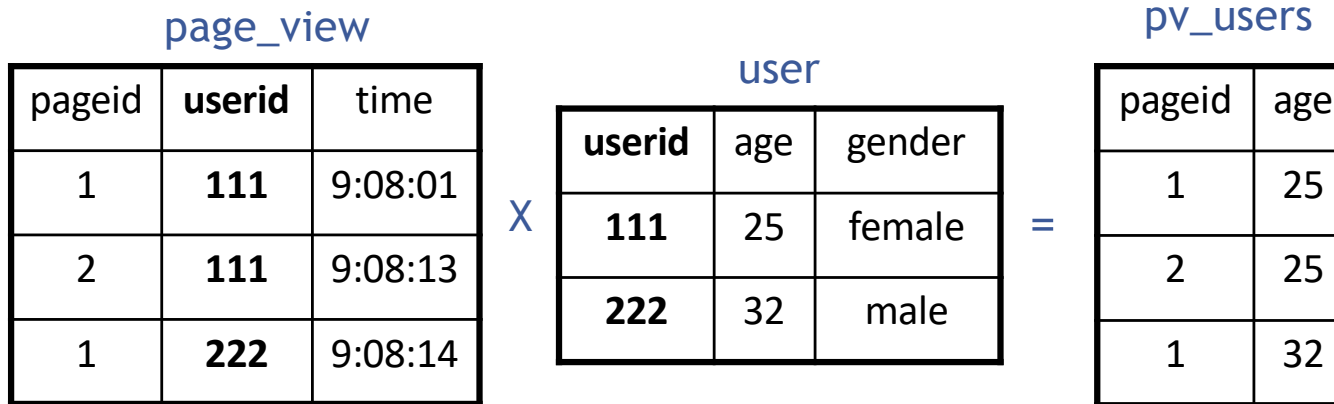 page_view
pageid userid time
1 111 9:08:01
2 111 9:08:13
1 222 9:08:14
X
user
userid age gender
111 25 female
222 32 male
=
pv_users
pageid age
1 25
2 25
1 32